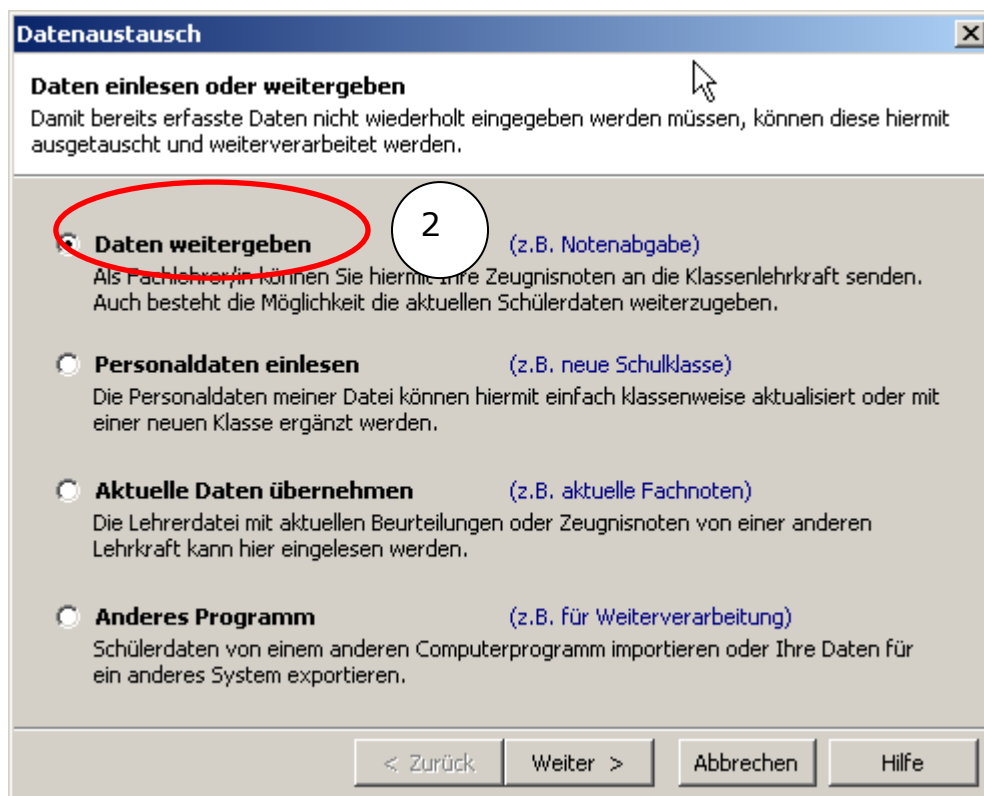 Datenaustausch
Daten einlesen oder weitergeben
Damit bereits erfasste Daten nicht wiederholt eingegeben werden müssen, können diese hiermit
ausgetauscht und weiterverarbeitet werden.
Daten weitergeben 2 (z.B. Notenabgabe)
Als Fachlehrer/in können Sie hiermit Ihre Zeugnisnoten an die Klassenlehrkraft senden.
Auch besteht die Möglichkeit die aktuellen Schülerdaten weiterzugeben.
Personaldaten einlesen (z.B. neue Schulklasse)
Die Personaldaten meiner Datei können hiermit einfach klassenweise aktualisiert oder mit
einer neuen Klasse ergänzt werden.
Aktuelle Daten übernehmen (z.B. aktuelle Fachnoten)
Die Lehrerdatei mit aktuellen Beurteilungen oder Zeugnisnoten von einer anderen
Lehrkraft kann hier eingelesen werden.
Anderes Programm (z.B. für Weiterverarbeitung)
Schülerdaten von einem anderen Computerprogramm importieren oder Ihre Daten für
ein anderes System exportieren.
< Zurück Weiter > Abbrechen Hilfe